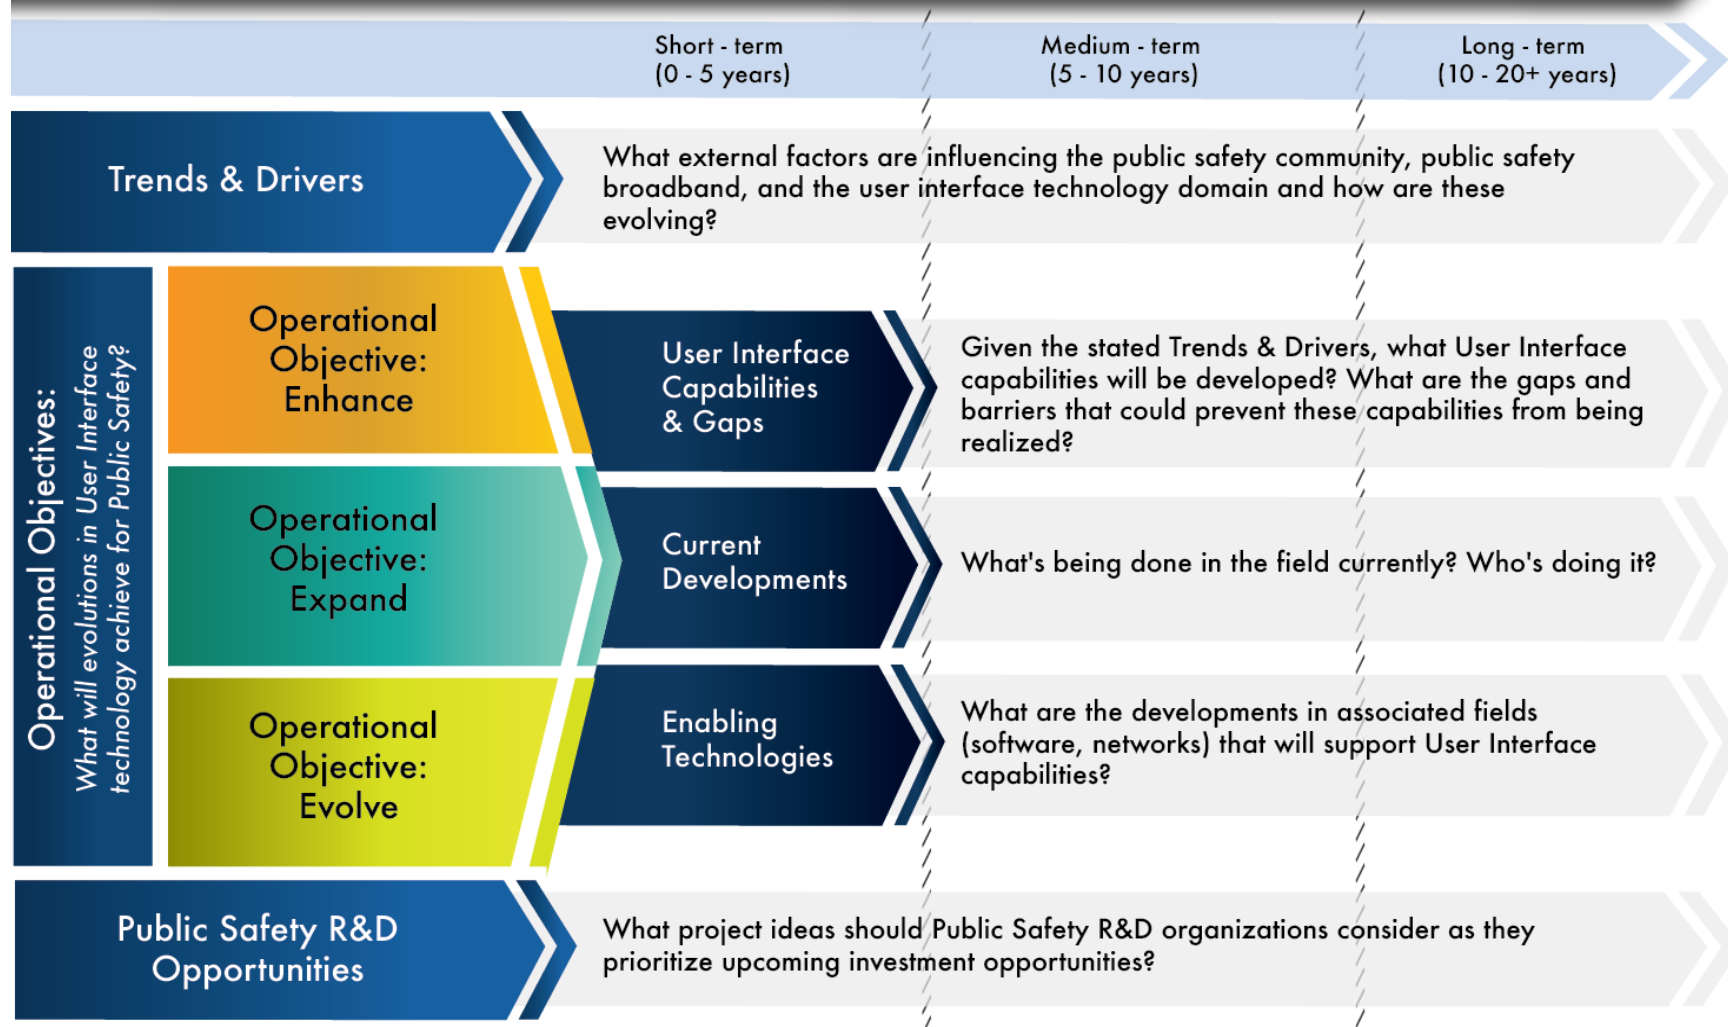 Short - term
(0 - 5 years)
Medium - term
(5 - 10 years)
Long - term
(10 - 20+ years)
Trends & Drivers
What external factors are influencing the public safety community, public safety
broadband, and the user interface technology domain and how are these
evolving?
Operational Objectives:
What will evolutions in User Interface
technology achieve for Public Safety?
Operational
Objective:
Enhance
Operational
Objective:
Expand
Operational
Objective:
Evolve
User Interface
Capabilities
& Gaps
Given the stated Trends & Drivers, what User Interface
capabilities will be developed? What are the gaps and
barriers that could prevent these capabilities from being
realized?
Current
Developments
What's being done in the field currently? Who's doing it?
Enabling
Technologies
What are the developments in associated fields
(software, networks) that will support User Interface
capabilities?
Public Safety R&D
Opportunities
What project ideas should Public Safety R&D organizations consider as they
prioritize upcoming investment opportunities?